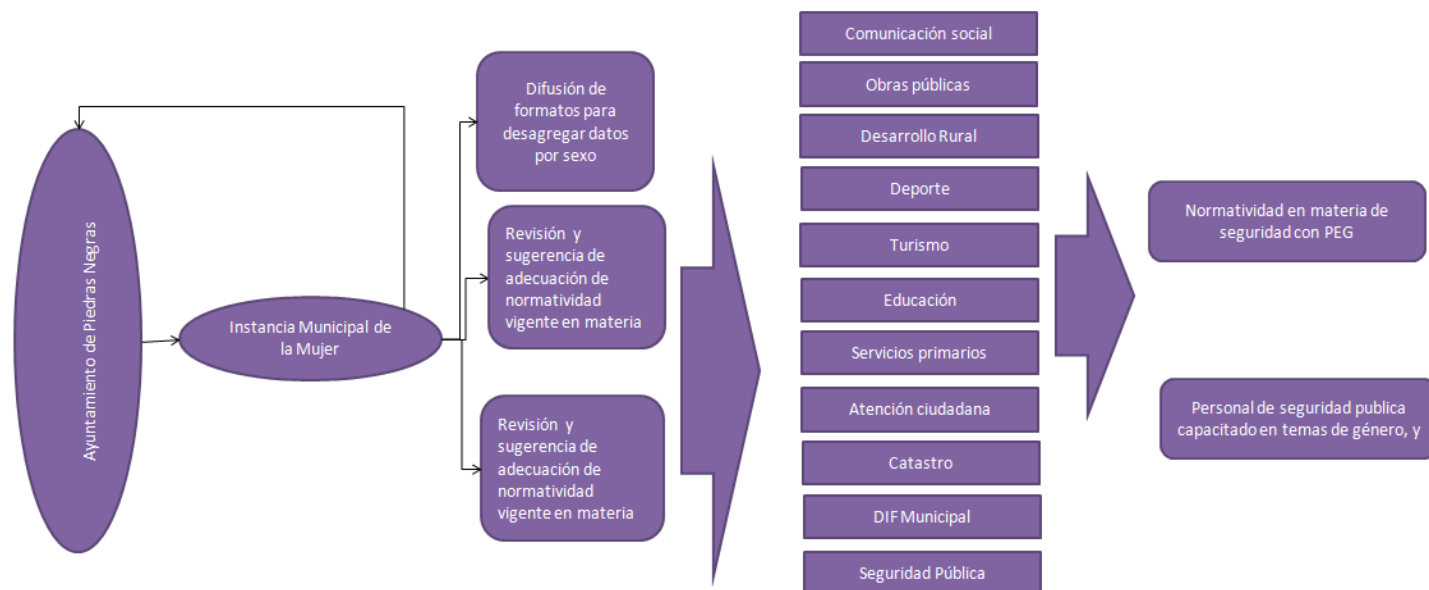 Ayuntamiento de Piedras Negras
Instancia Municipal de
la Mujer
Difusión de
formatos para
desagregar datos
por sexo
Revisión y
sugerencia de
adecuación de
normatividad
vigente en materia
Revisión y
sugerencia de
adecuación de
normatividad
vigente en materia
Comunicación social
Obras públicas
Desarrollo Rural
Deporte
Turismo
Educación
Servicios primarios
Atención ciudadana
Catastro
DIF Municipal
Seguridad Pública
Normatividad en materia de
seguridad con PEG
Personal de seguridad publica
capacitado en temas de género, y